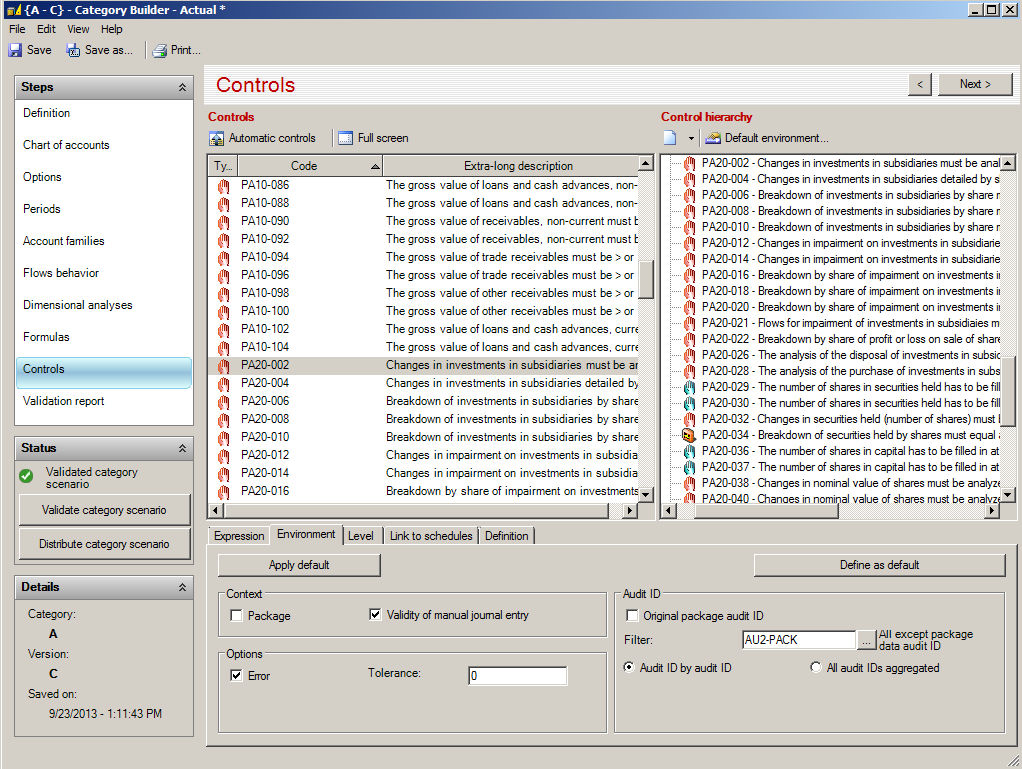 {A - C} - Category Builder - Actual *
File Edit View Help
Save Save as... Print...
Steps
Definition
Chart of accounts
Options
Periods
Account families
Flows behavior
Dimensional analyses
Formulas
Controls
Validation report
Status
Validated category
scenario
Validate category scenario
Distribute category scenario
Details
Category:
A
Version:
C
Saved on:
9/23/2013 - 1:11:43 PM
Controls
< Next >
Controls
Automatic controls Full screen
Ty... Code Extra-long description
PA10-086 The gross value of loans and cash advances, non-
PA10-088 The gross value of loans and cash advances, non-
PA10-090 The gross value of receivables, non-current must b
PA10-092 The gross value of receivables, non-current must b
PA10-094 The gross value of trade receivables must be > or
PA10-096 The gross value of trade receivables must be > or
PA10-098 The gross value of other receivables must be > or
PA10-100 The gross value of other receivables must be > or
PA10-102 The gross value of loans and cash advances, curre
PA10-104 The gross value of loans and cash advances, curre
PA20-002 Changes in investments in subsidiaries must be ar
PA20-004 Changes in investments in subsidiaries detailed by
PA20-006 Breakdown of investments in subsidiaries by share
PA20-008 Breakdown of investments in subsidiaries by share
PA20-010 Breakdown of investments in subsidiaries by share
PA20-012 Changes in impairment on investments in subsidia
PA20-014 Changes in impairment on investments in subsidia
PA20-016 Breakdown by share of impairment on investments
Control hierarchy
Default environment...
PA20-002 - Changes in investments in subsidiaries must be anal
PA20-004 - Changes in investments in subsidiaries detailed by s
PA20-006 - Breakdown of investments in subsidiaries by share r
PA20-008 - Breakdown of investments in subsidiaries by share r
PA20-010 - Breakdown of investments in subsidiaries by share r
PA20-012 - Changes in impairment on investments in subsidiarie
PA20-014 - Changes in impairment on investments in subsidiarie
PA20-016 - Breakdown by share of impairment on investments i
PA20-018 - Breakdown by share of impairment on investments i
PA20-020 - Breakdown by share of impairment on investments i
PA20-021 - Flows for impairment of investments in subsidiaies m
PA20-022 - Breakdown by share of profit or loss on sale of share
PA20-026 - The analysis of the disposal of investments in subsic
PA20-028 - The analysis of the purchase of investments in subs
PA20-029 - The number of shares in securities held has to be fill
PA20-030 - The number of shares in securities held has to be fill
PA20-032 - Changes in securities held (number of shares) must b
PA20-034 - Breakdown of securities held by shares must equal a
PA20-036 - The number of shares in capital has to be filled in at
PA20-037 - The number of shares in capital has to be filled in at
PA20-038 - Changes in nominal value of shares must be analyze
PA20-040 - Changes in nominal value of shares must be analyze
Expression Environment Level Link to schedules Definition
Apply default Define as default
Context
Package Validity of manual journal entry
Options
Error Tolerance: 0
Audit ID
Original package audit ID
Filter: AU2-PACK ... All except package
data audit ID
Audit ID by audit ID All audit IDs aggregated